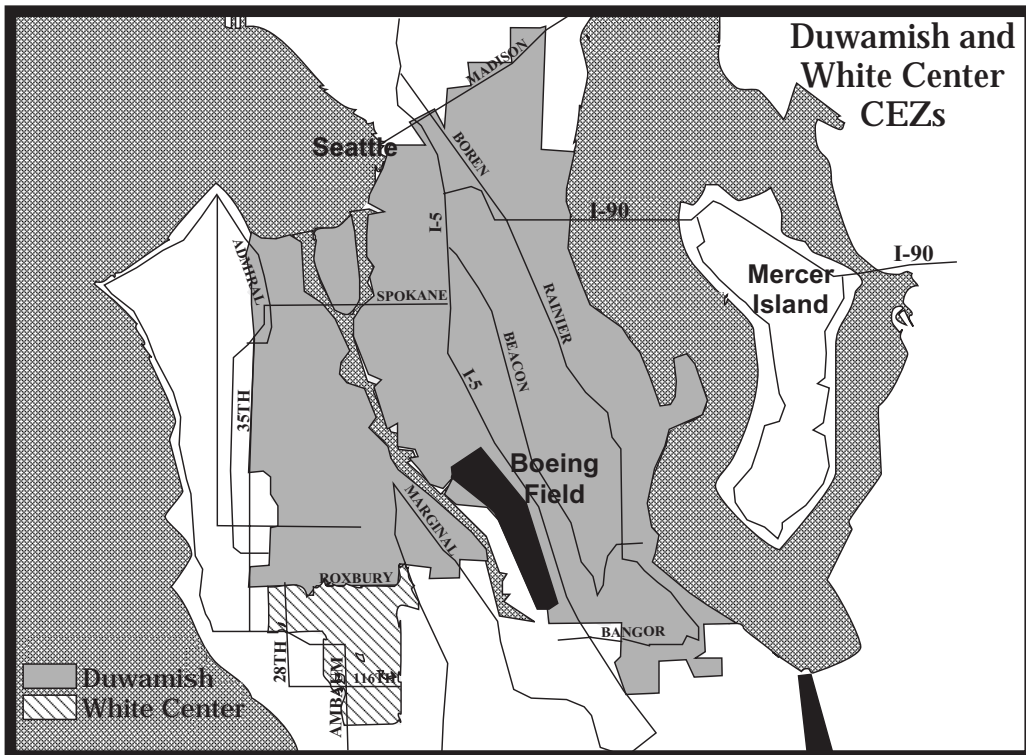 Duwamish and
White Center
CEZs
MADISON
Seattle
BOREN
I-5
I-90
I-90
ADMIRAL
Mercer
Island
SPOKANE
RAINIER
BEACON
I-5
35TH
Boeing
Field
MARGINAL
ROXBURY
BANGOR
28TH
116TH
AMBAUM
Duwamish
White Center